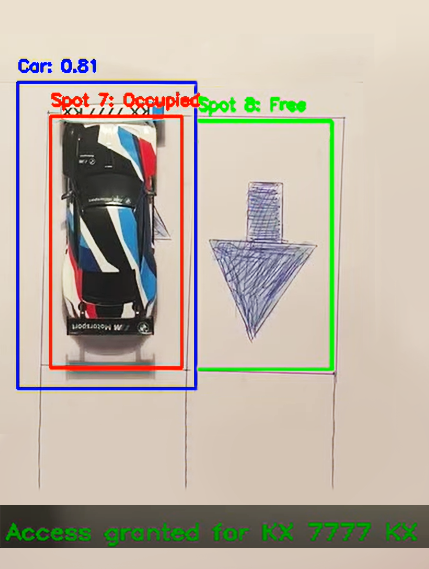 Car: 0.81
Spot 7: Occupied
Spot 8: Free
KX 7777 KX
M Motorsport
Access granted for KX 7777 KX